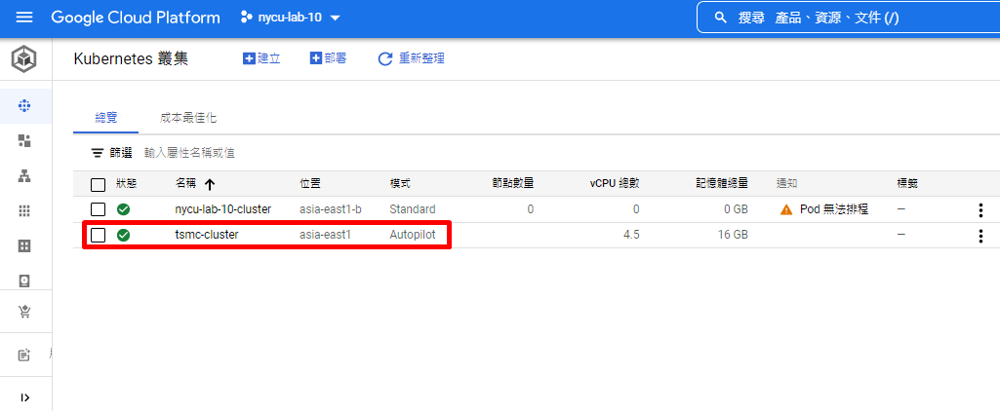 Google Cloud Platform nycu-lab-10 搜尋 產品、資源、文件 (/)
Kubernetes 叢集 建立 部署 重新整理
總覽 成本最佳化
篩選 輸入屬性名稱或值
狀態 名稱 位置 模式 節點數量 vCPU 總數 記憶體總量 通知 標籤
nycu-lab-10-cluster asia-east1-b Standard 0 0 0 GB Pod 無法排程 —
tsmc-cluster asia-east1 Autopilot 4.5 16 GB —